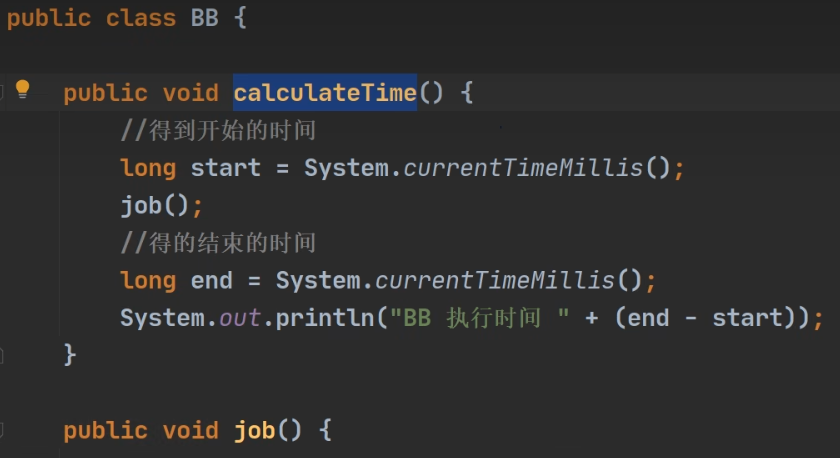 public class BB {
public void calculateTime() {
//得到开始的时间
long start = System.currentTimeMillis();
job();
//得的结束的时间
long end = System.currentTimeMillis();
System.out.println("BB 执行时间 " + (end - start));
}
public void job() {